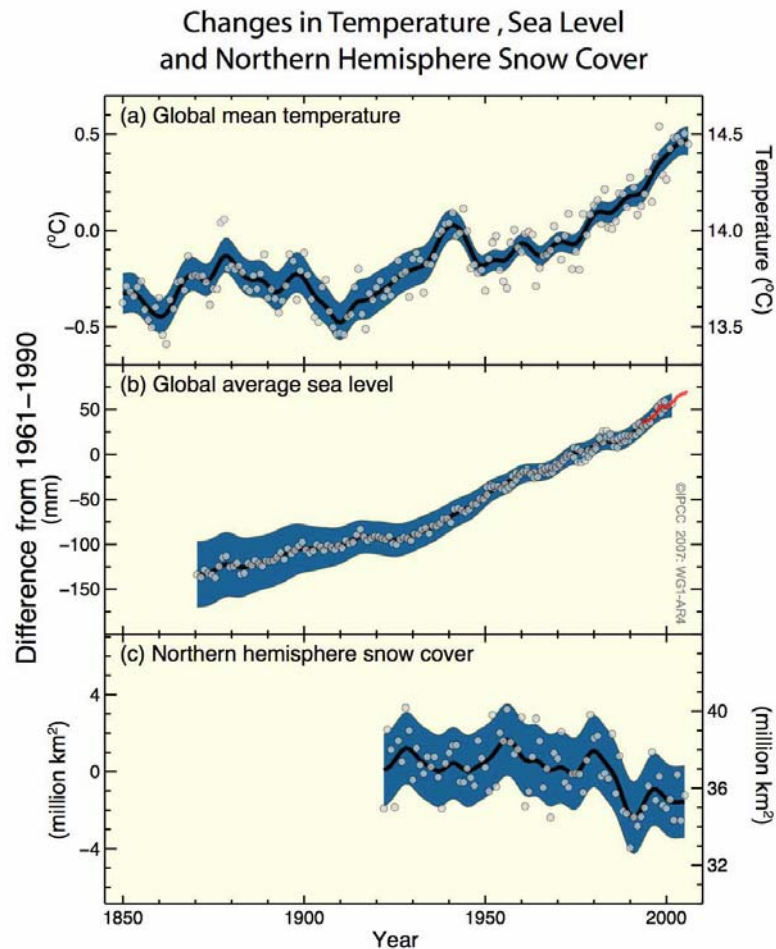 Changes in Temperature , Sea Level
and Northern Hemisphere Snow Cover
(a) Global mean temperature
0.5
0.0
−0.5
(°C)
14.5
14.0
13.5
Temperature (°C)
(b) Global average sea level
50
0
−50
−100
−150
(mm)
Difference from 1961−1990
©IPCC 2007: WG1-AR4
(c) Northern hemisphere snow cover
4
0
−4
(million km²)
40
36
32
(million km²)
1850
1900
1950
2000
Year